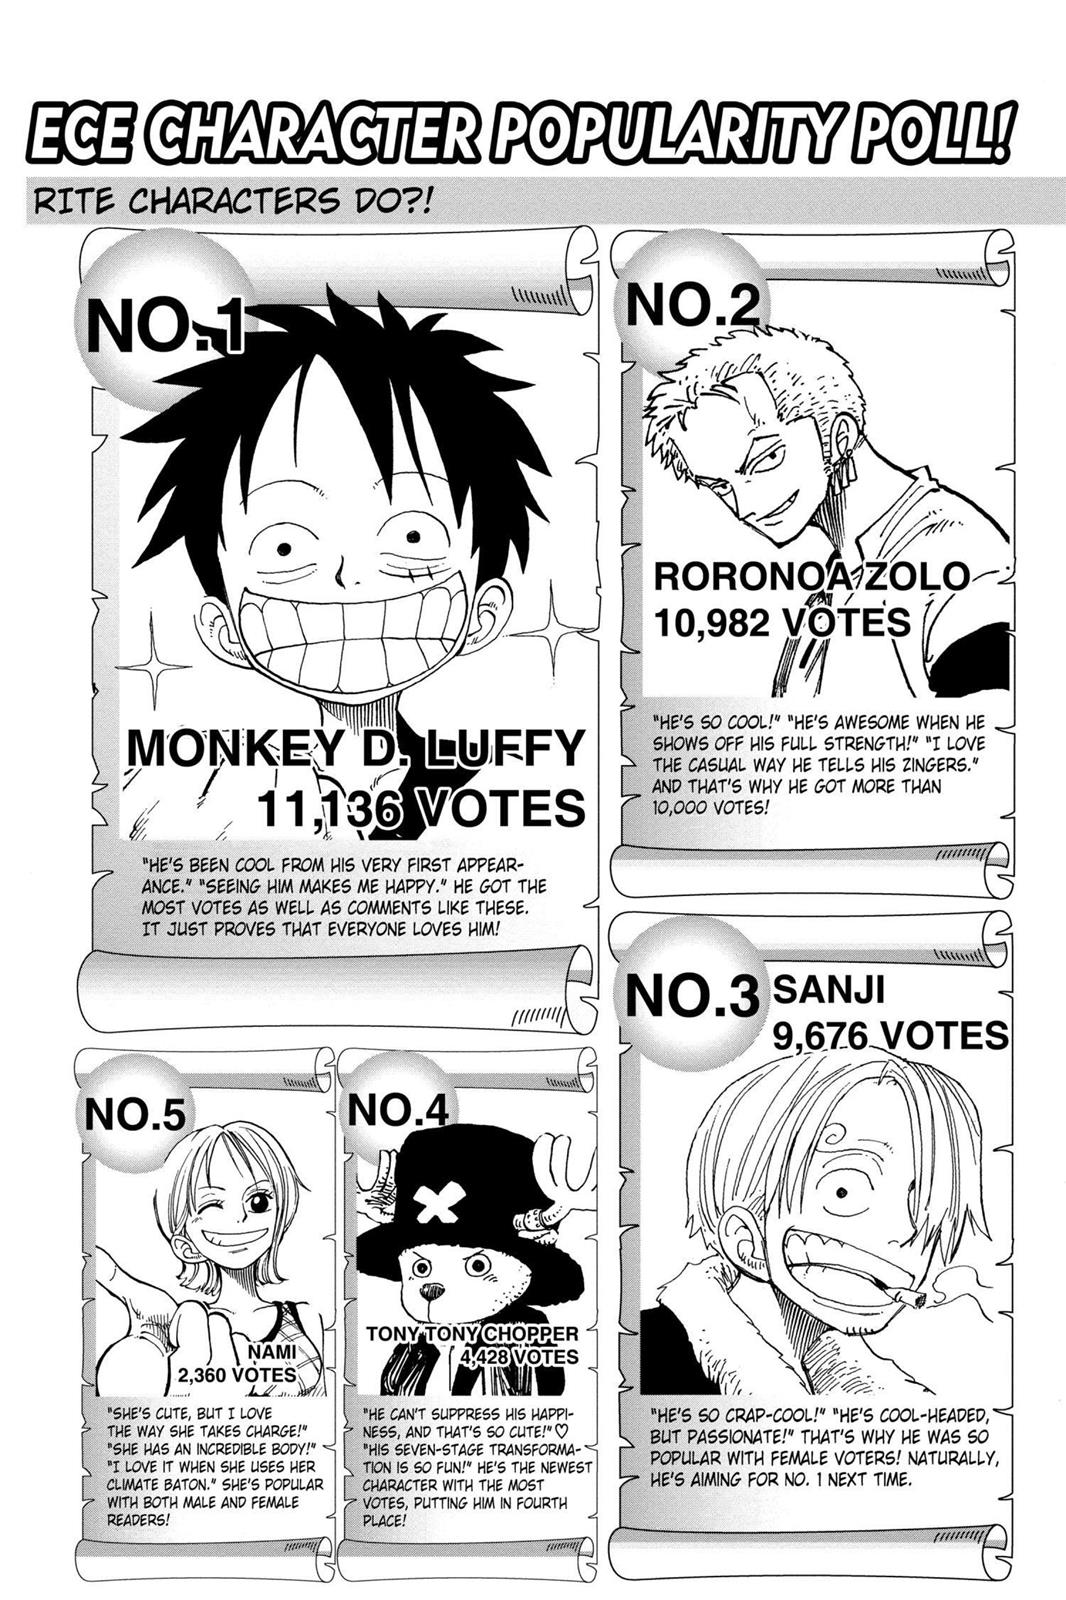 ECE CHARACTER POPULARITY POLL!
RITE CHARACTERS DO?!
NO.1
MONKEY D. LUFFY
11,136 VOTES
"HE'S BEEN COOL FROM HIS VERY FIRST APPEAR-
ANCE." "SEEING HIM MAKES ME HAPPY." HE GOT THE
MOST VOTES AS WELL AS COMMENTS LIKE THESE.
IT JUST PROVES THAT EVERYONE LOVES HIM!
NO.2
RORONOA ZOLO
10,982 VOTES
"HE'S SO COOL!" "HE'S AWESOME WHEN HE
SHOWS OFF HIS FULL STRENGTH!" "I LOVE
THE CASUAL WAY HE TELLS HIS ZINGERS."
AND THAT'S WHY HE GOT MORE THAN
10,000 VOTES!
NO.3
SANJI
9,676 VOTES
"HE'S SO CRAP-COOL!" "HE'S COOL-HEADED,
BUT PASSIONATE!" THAT'S WHY HE WAS SO
POPULAR WITH FEMALE VOTERS! NATURALLY,
HE'S AIMING FOR NO. 1 NEXT TIME.
NO.4
TONY TONY CHOPPER
4,428 VOTES
"HE CAN'T SUPPRESS HIS HAPPI-
NESS, AND THAT'S SO CUTE!"♡
"HIS SEVEN-STAGE TRANSFORMA-
TION IS SO FUN!" HE'S THE NEWEST
CHARACTER WITH THE MOST
VOTES, PUTTING HIM IN FOURTH
PLACE!
NO.5
NAMI
2,360 VOTES
"SHE'S CUTE, BUT I LOVE
THE WAY SHE TAKES CHARGE!"
"SHE HAS AN INCREDIBLE BODY!"
"I LOVE IT WHEN SHE USES HER
CLIMATE BATON." SHE'S POPULAR
WITH BOTH MALE AND FEMALE
READERS!